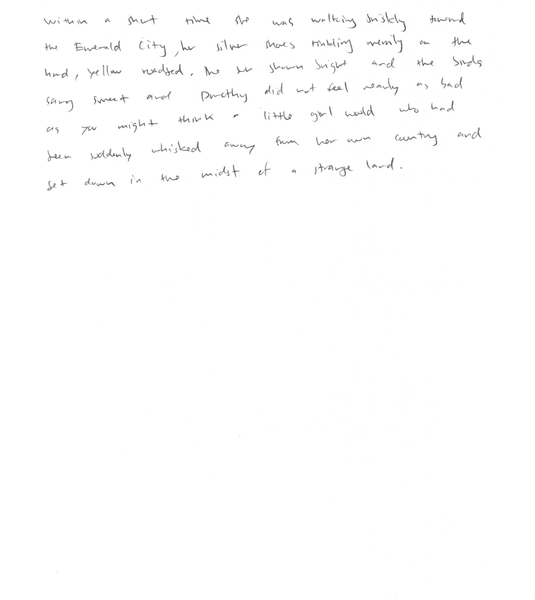 Within a short time she was walking briskly toward
the Emerald City, her silver shoes tinkling merrily on the
hard, yellow roadbed. The sun shown bright and the birds
sang sweet and Dorothy did not feel nearly as bad
as you might think a little girl would who had
been suddenly whisked away from her own country and
set down in the midst of a strange land.